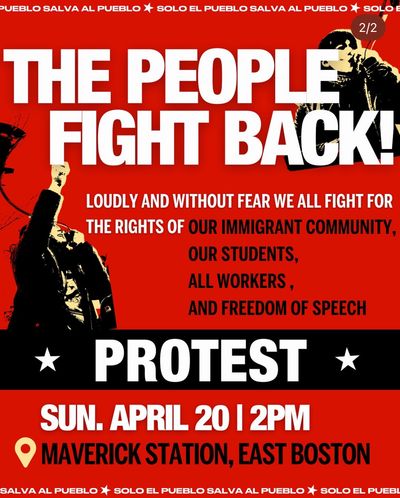 PUEBLO SALVA AL PUEBLO ★ SOLO EL PUEBLO SALVA AL PUEBLO ★ SOLO
2/2
THE PEOPLE
FIGHT BACK!
LOUDLY AND WITHOUT FEAR WE ALL FIGHT FOR
THE RIGHTS OF OUR IMMIGRANT COMMUNITY,
OUR STUDENTS,
ALL WORKERS ,
AND FREEDOM OF SPEECH
★ PROTEST ★
SUN. APRIL 20 | 2PM
MAVERICK STATION, EAST BOSTON
SALVA AL PUEBLO ★ SOLO EL PUEBLO SALVA AL PUEBLO ★ SOLO EL PUEBLO